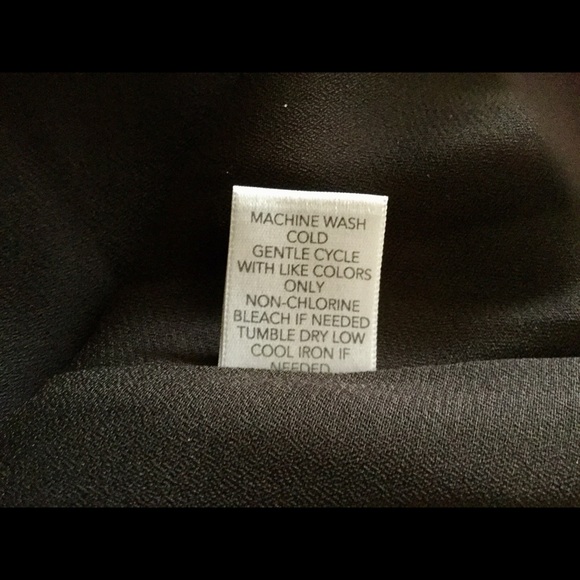 MACHINE WASH
COLD
GENTLE CYCLE
WITH LIKE COLORS
ONLY
NON-CHLORINE
BLEACH IF NEEDED
TUMBLE DRY LOW
COOL IRON IF
NEEDED